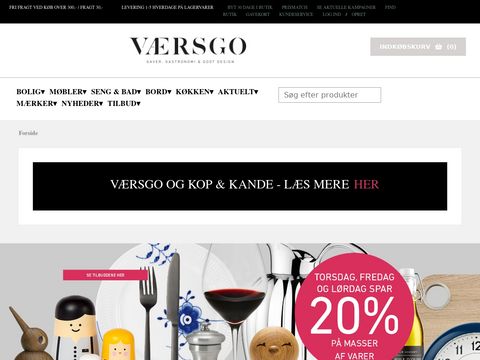 FRI FRAGT VED KØB OVER 300,- / FRAGT 30,-
LEVERING 1-3 HVERDAGE PÅ LAGERVARER
BYT 30 DAGE I BUTIK
PRISMATCH
SE AKTUELLE KAMPAGNER
FIND
BUTIK
GAVEKORT
KUNDESERVICE
LOG IND / OPRET
VÆRSGO
GAVER, GASTRONOMI & GODT DESIGN
INDKØBSKURV (0)
BOLIG▾ MØBLER▾ SENG & BAD▾ BORD▾ KØKKEN▾ AKTUELT▾
MÆRKER▾ NYHEDER▾ TILBUD▾
Søg efter produkter
Forside
VÆRSGO OG KOP & KANDE - LÆS MERE HER
SE TILBUDDENE HER
TORSDAG, FREDAG
OG LØRDAG SPAR
20%
PÅ MASSER
AF VARER